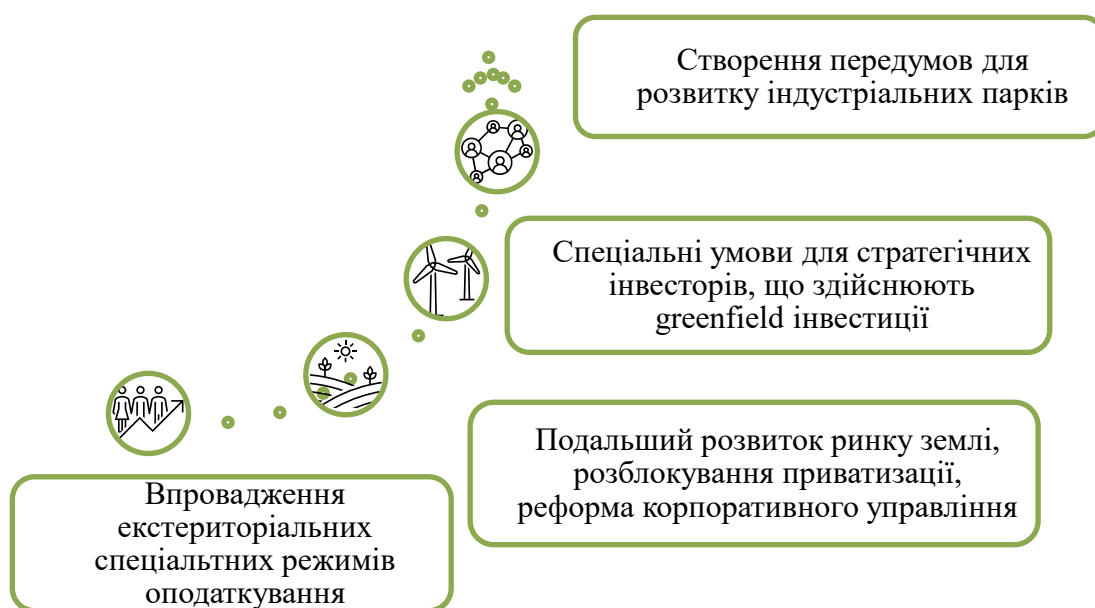 Створення передумов для
розвитку індустріальних парків
Спеціальні умови для стратегічних
інвесторів, що здійснюють
greenfield інвестиції
Подальший розвиток ринку землі,
розблокування приватизації,
реформа корпоративного управління
Впровадження
екстериторіальних
спеціальтних режимів
оподаткування